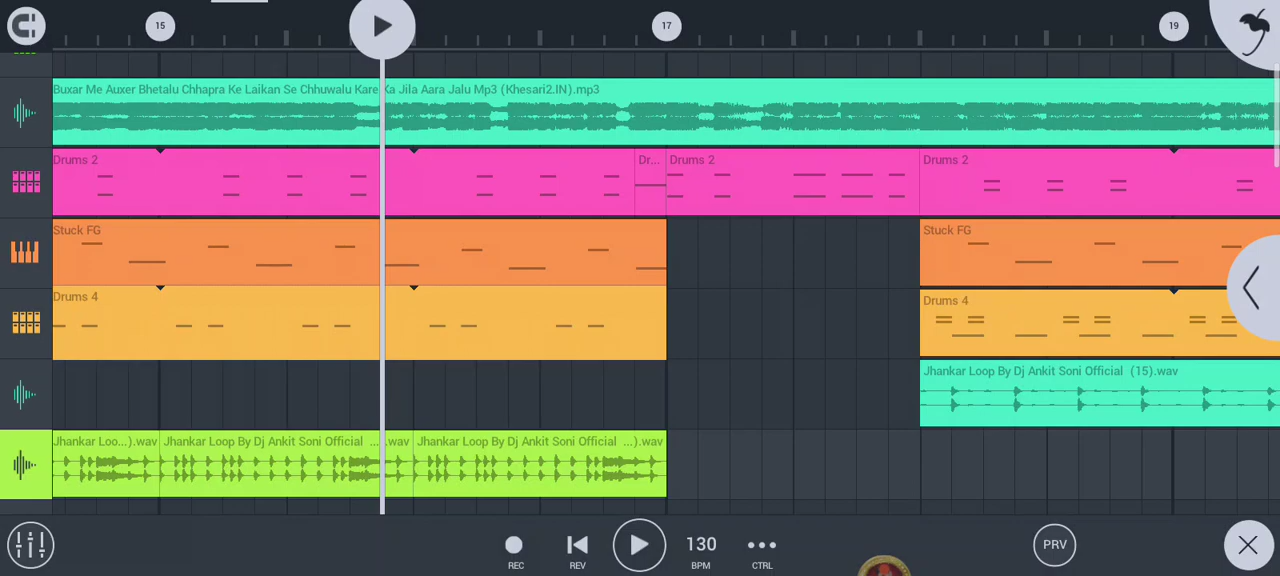 15
17
19
Buxar Me Auxer Bhetalu Chhapra Ke Laikan Se Chhuwalu Kare Ka Jila Aara Jalu Mp3 (Khesari2.IN).mp3
Drums 2
Dr...
Drums 2
Drums 2
Stuck FG
Stuck FG
Drums 4
Drums 4
Jhankar Loop By Dj Ankit Soni Official (15).wav
Jhankar Loo...).wav
Jhankar Loop By Dj Ankit Soni Official ....wav
Jhankar Loop By Dj Ankit Soni Official ...).wav
REC
REV
130
BPM
CTRL
PRV